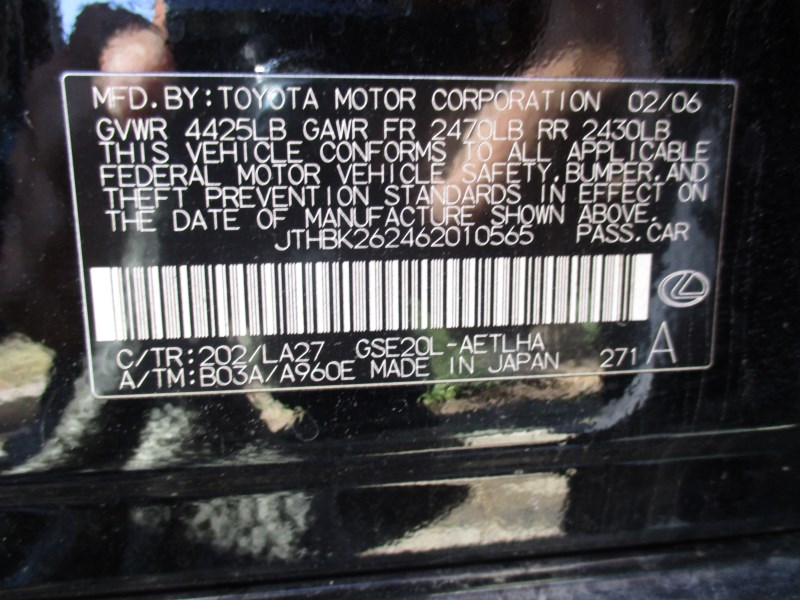 MFD. BY: TOYOTA MOTOR CORPORATION 02/06
GVWR 4425LB GAWR FR 2470LB RR 2430LB
THIS VEHICLE CONFORMS TO ALL APPLICABLE
FEDERAL MOTOR VEHICLE SAFETY, BUMPER, AND
THEFT PREVENTION STANDARDS IN EFFECT ON
THE DATE OF MANUFACTURE SHOWN ABOVE.
JTHBK262462010565 PASS. CAR
C/TR: 202/LA27 GSE20L-AETLHA
A/TM: B03A/A960E MADE IN JAPAN 271 A